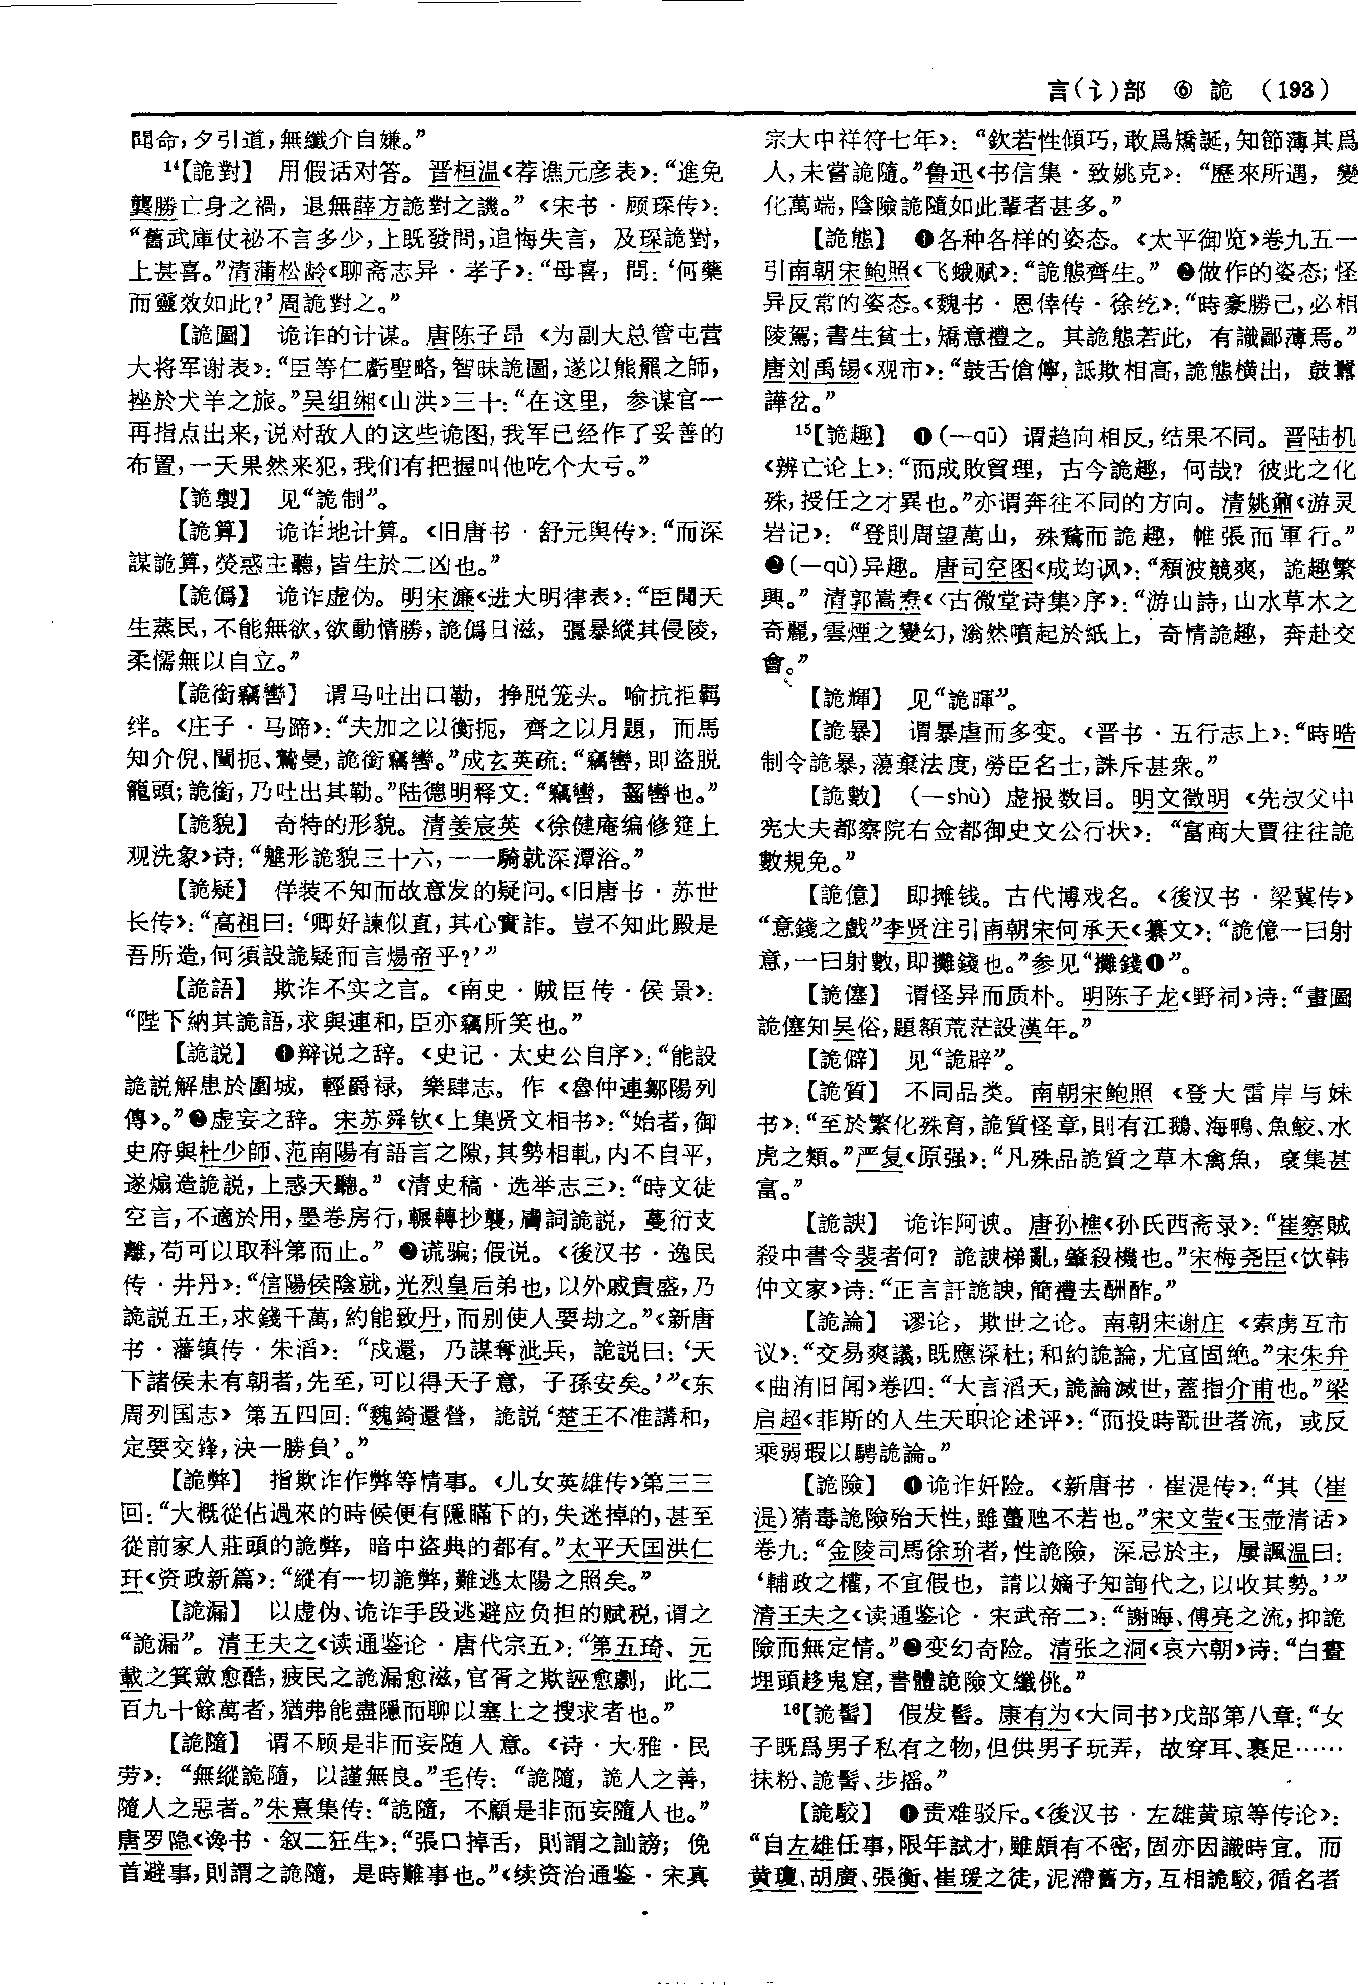 言(讠)部 ⑥ 詭 (193)
聞命，夕引道，無纖介自嫌。”
14【詭對】 用假话对答。晋桓温《荐谯元彦表》：“進免
龔勝亡身之禍，退無薛方詭對之譏。”《宋书·顾琛传》：
“舊武庫仗祕不言多少，上既發問，追悔失言，及琛詭對，
上甚喜。”清蒲松龄《聊斋志异·孝子》：“母喜，問：‘何藥
而靈效如此？’周詭對之。”
【詭圖】 诡诈的计谋。唐陈子昂《为副大总管屯营
大将军谢表》：“臣等仁虧聖略，智昧詭圖，遂以熊羆之師，
挫於犬羊之旅。”吴组缃《山洪》三十：“在这里，参谋官一
再指点出来，说对敌人的这些诡图，我军已经作了妥善的
布置，一天果然来犯，我们有把握叫他吃个大亏。”
【詭製】 见“詭制”。
【詭算】 诡诈地计算。《旧唐书·舒元舆传》：“而深
謀詭算，熒惑主聽，皆生於二凶也。”
【詭僞】 诡诈虚伪。明宋濂《进大明律表》：“臣聞天
生蒸民，不能無欲，欲動情勝，詭僞日滋，彊暴縱其侵陵，
柔懦無以自立。”
【詭銜竊轡】 谓马吐出口勒，挣脱笼头。喻抗拒羁
绊。《庄子·马蹄》：“夫加之以衡扼，齊之以月題，而馬
知介倪、闉扼、鷙曼，詭銜竊轡。”成玄英疏：“竊轡，即盜脱
籠頭；詭銜，乃吐出其勒。”陆德明释文：“竊轡，齧轡也。”
【詭貌】 奇特的形貌。清姜宸英《徐健庵编修筵上
观洗象》诗：“魋形詭貌三十六，一一騎就深潭浴。”
【詭疑】 佯装不知而故意发的疑问。《旧唐书·苏世
长传》：“高祖曰：‘卿好諫似直，其心實詐。豈不知此殿是
吾所造，何須設詭疑而言煬帝乎？’”
【詭語】 欺诈不实之言。《南史·贼臣传·侯景》：
“陛下納其詭語，求與連和，臣亦竊所笑也。”
【詭説】 ❶辩说之辞。《史记·太史公自序》：“能設
詭説解患於圍城，輕爵禄，樂肆志。作《魯仲連鄒陽列
傳》。”❷虚妄之辞。宋苏舜钦《上集贤文相书》：“始者，御
史府與杜少師、范南陽有語言之隙，其勢相軋，内不自平，
遂煽造詭説，上惑天聽。”《清史稿·选举志三》：“時文徒
空言，不適於用，墨卷房行，輾轉抄襲，膚詞詭説，蔓衍支
離，苟可以取科第而止。”❸谎骗；假说。《後汉书·逸民
传·井丹》：“信陽侯陰就，光烈皇后弟也，以外戚貴盛，乃
詭説五王，求錢千萬，約能致丹，而别使人要劫之。”《新唐
书·藩镇传·朱滔》：“戍還，乃謀奪泚兵，詭説曰：‘天
下諸侯未有朝者，先至，可以得天子意，子孫安矣。’”《东
周列国志》第五四回：“魏錡還營，詭説‘楚王不准講和，
定要交鋒，決一勝負’。”
【詭弊】 指欺诈作弊等情事。《儿女英雄传》第三三
回：“大概從佔過來的時候便有隱瞞下的，失迷掉的，甚至
從前家人莊頭的詭弊，暗中盜典的都有。”太平天国洪仁
玕《资政新篇》：“縱有一切詭弊，難逃太陽之照矣。”
【詭漏】 以虚伪、诡诈手段逃避应负担的赋税，谓之
“詭漏”。清王夫之《读通鉴论·唐代宗五》：“第五琦、元
載之箕斂愈酷，疲民之詭漏愈滋，官胥之欺誣愈劇，此二
百九十餘萬者，猶弗能盡隱而聊以塞上之搜求者也。”
【詭隨】 谓不顾是非而妄随人意。《诗·大雅·民
劳》：“無縱詭隨，以謹無良。”毛传：“詭隨，詭人之善，
隨人之惡者。”朱熹集传：“詭隨，不顧是非而妄隨人也。”
唐罗隐《谗书·叙二狂生》：“張口掉舌，則謂之訕謗；俛
首避事，則謂之詭隨，是時難事也。”《续资治通鉴·宋真
宗大中祥符七年》：“欽若性傾巧，敢爲矯誕，知節薄其爲
人，未嘗詭隨。”鲁迅《书信集·致姚克》：“歷來所遇，變
化萬端，陰險詭隨如此輩者甚多。”
【詭態】 ❶各种各样的姿态。《太平御览》卷九五一
引南朝宋鲍照《飞蛾赋》：“詭態齊生。”❷做作的姿态；怪
异反常的姿态。《魏书·恩倖传·徐纥》：“時豪勝己，必相
陵駕；書生貧士，矯意禮之。其詭態若此，有識鄙薄焉。”
唐刘禹锡《观市》：“鼓舌傖儜，詆欺相高，詭態横出，鼓囂
譁坌。”
15【詭趣】 ❶(—qū) 谓趋向相反，结果不同。晋陆机
《辨亡论上》：“而成敗貿理，古今詭趣，何哉？彼此之化
殊，授任之才異也。”亦谓奔往不同的方向。清姚鼐《游灵
岩记》：“登則周望萬山，殊鶩而詭趣，帷張而軍行。”
❷(—qù)异趣。唐司空图《成均讽》：“頹波競爽，詭趣繁
興。”清郭嵩焘《〈古微堂诗集〉序》：“游山詩，山水草木之
奇麗，雲煙之變幻，滃然噴起於紙上，奇情詭趣，奔赴交
會。”
【詭輝】 见“詭暉”。
【詭暴】 谓暴虐而多变。《晋书·五行志上》：“時晧
制令詭暴，蕩棄法度，勞臣名士，誅斥甚衆。”
【詭數】 (—shù) 虚报数目。明文徵明《先叔父中
宪大夫都察院右佥都御史文公行状》：“富商大賈往往詭
數規免。”
【詭億】 即摊钱。古代博戏名。《後汉书·梁冀传》
“意錢之戲”李贤注引南朝宋何承天《纂文》：“詭億一曰射
意，一曰射數，即攤錢也。”参见“攤錢❶”。
【詭僿】 谓怪异而质朴。明陈子龙《野祠》诗：“畫圖
詭僿知吴俗，題額荒茫設漢年。”
【詭僻】 见“詭辟”。
【詭質】 不同品类。南朝宋鲍照《登大雷岸与妹
书》：“至於繁化殊育，詭質怪章，則有江鵝、海鴨、魚鮫、水
虎之類。”严复《原强》：“凡殊品詭質之草木禽魚，裒集甚
富。”
【詭諛】 诡诈阿谀。唐孙樵《孙氏西斋录》：“崔察賊
殺中書令裴者何？詭諛梯亂，肇殺機也。”宋梅尧臣《饮韩
仲文家》诗：“正言訐詭諛，簡禮去酬酢。”
【詭論】 谬论，欺世之论。南朝宋谢庄《索虏互市
议》：“交易爽議，既應深杜；和約詭論，尤宜固絶。”宋朱弁
《曲洧旧闻》卷四：“大言滔天，詭論滅世，蓋指介甫也。”梁
启超《菲斯的人生天职论述评》：“而投時翫世者流，或反
乘弱瑕以騁詭論。”
【詭險】 ❶诡诈奸险。《新唐书·崔湜传》：“其（崔
湜）猜毒詭險殆天性，雖蠆虺不若也。”宋文莹《玉壶清话》
卷九：“金陵司馬徐玠者，性詭險，深忌於主，屢諷温曰：
‘輔政之權，不宜假也，請以嫡子知詢代之，以收其勢。’”
清王夫之《读通鉴论·宋武帝二》：“謝晦、傅亮之流，抑詭
險而無定情。”❷变幻奇险。清张之洞《哀六朝》诗：“白晝
埋頭趍鬼窟，書體詭險文纖佻。”
16【詭髻】 假发髻。康有为《大同书》戊部第八章：“女
子既爲男子私有之物，但供男子玩弄，故穿耳、裹足……
抹粉、詭髻、步摇。”
【詭駁】 ❶责难驳斥。《後汉书·左雄黄琼等传论》：
“自左雄任事，限年試才，雖頗有不密，固亦因識時宜。而
黄瓊、胡廣、張衡、崔瑗之徒，泥滯舊方，互相詭駁，循名者